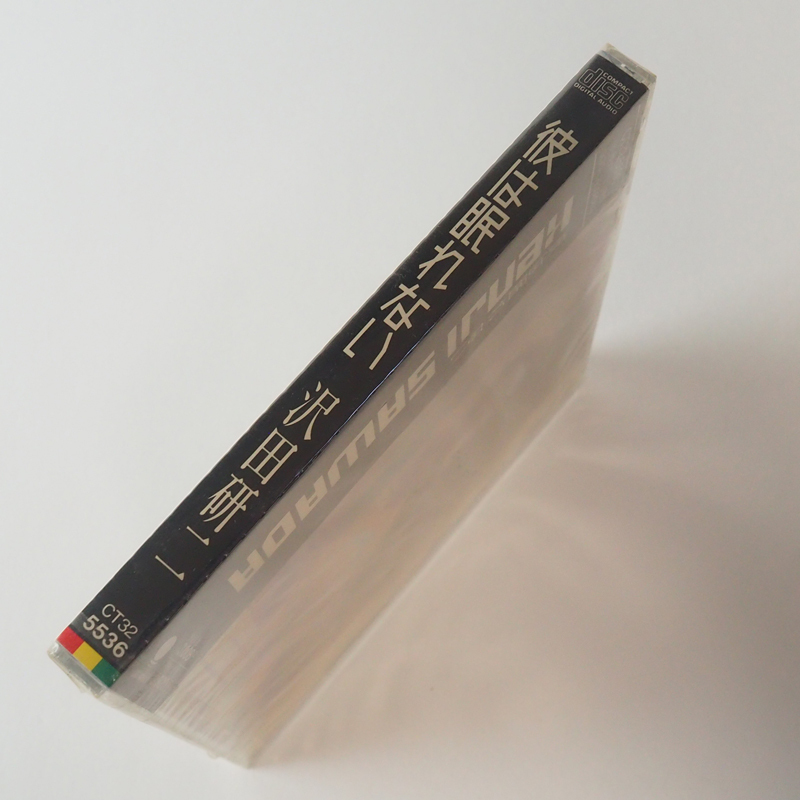 COMPACT
disc
DIGITAL AUDIO
彼は眠れない
沢田研二
CT32
5536
Kenji SAWADA